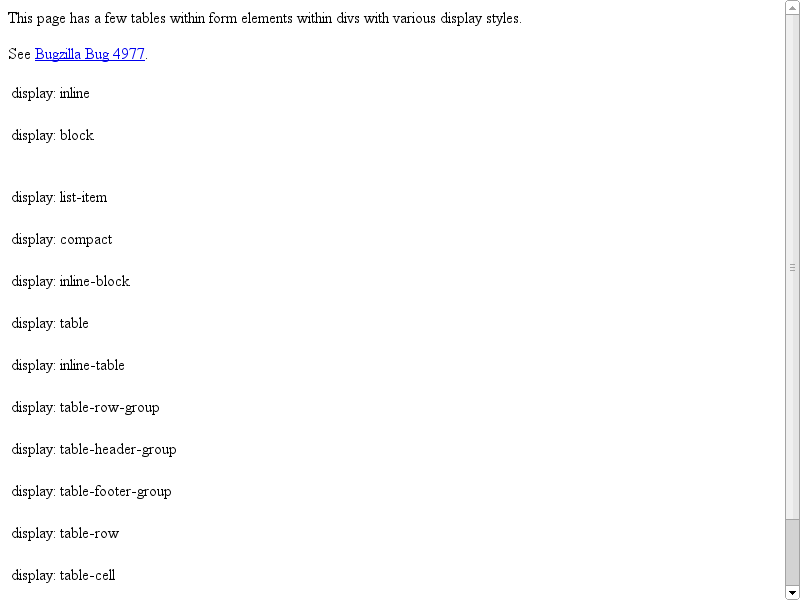 This page has a few tables within form elements within divs with various display styles.
See Bugzilla Bug 4977.
display: inline
display: block
display: list-item
display: compact
display: inline-block
display: table
display: inline-table
display: table-row-group
display: table-header-group
display: table-footer-group
display: table-row
display: table-cell